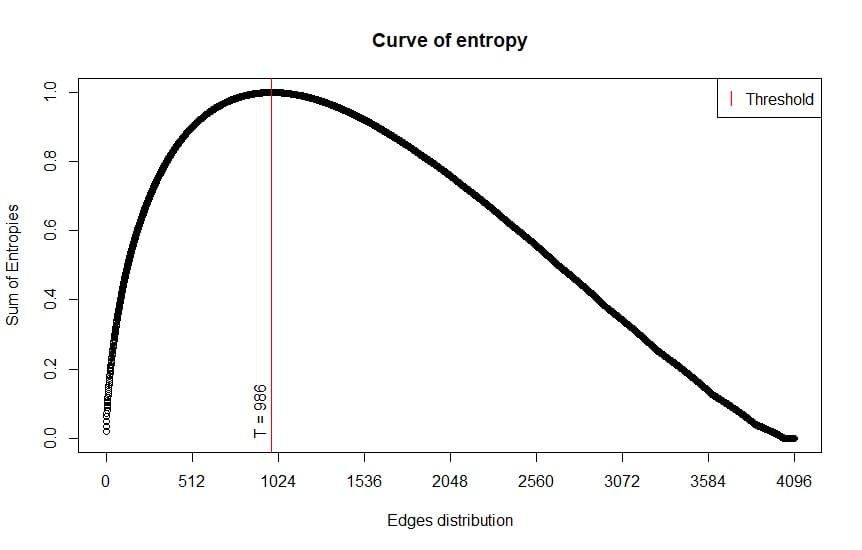 Curve of entropy
Threshold
Sum of Entropies
1.0
0.8
0.6
0.4
0.2
0.0
T = 986
0 512 1024 1536 2048 2560 3072 3584 4096
Edges distribution